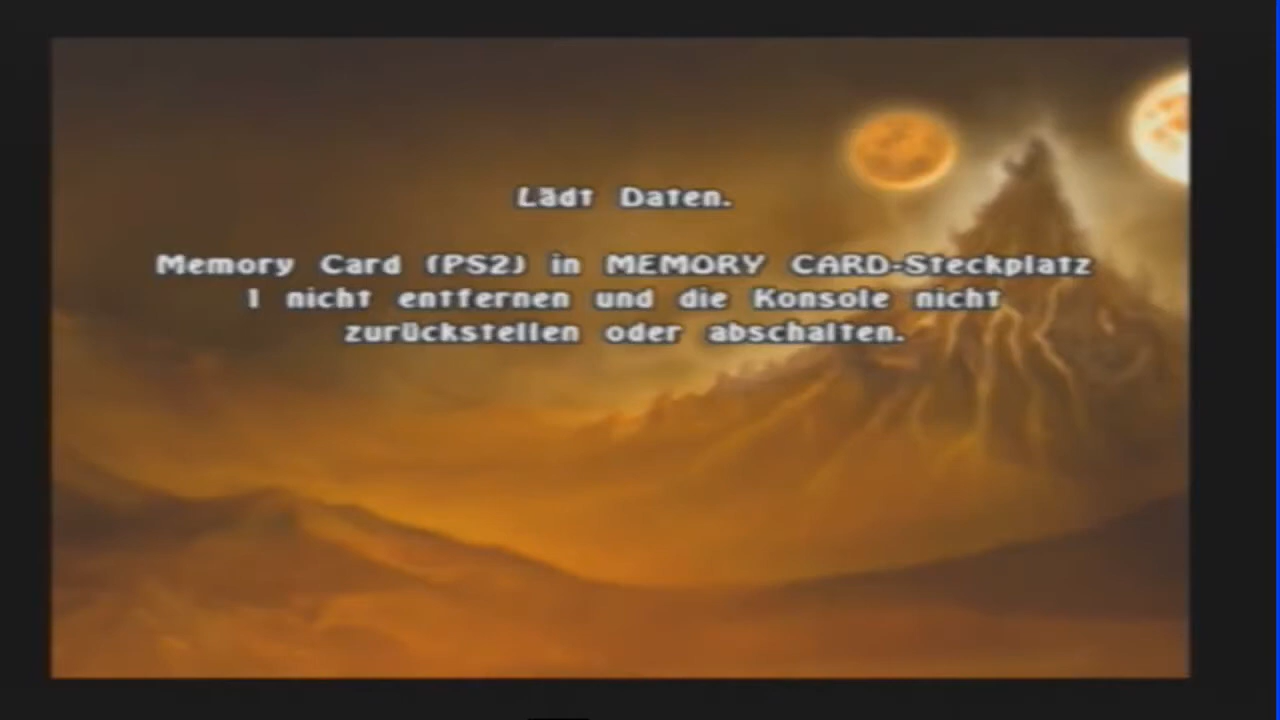 Lädt Daten.
Memory Card (PS2) in MEMORY CARD-Steckplatz
1 nicht entfernen und die Konsole nicht
zurückstellen oder abschalten.